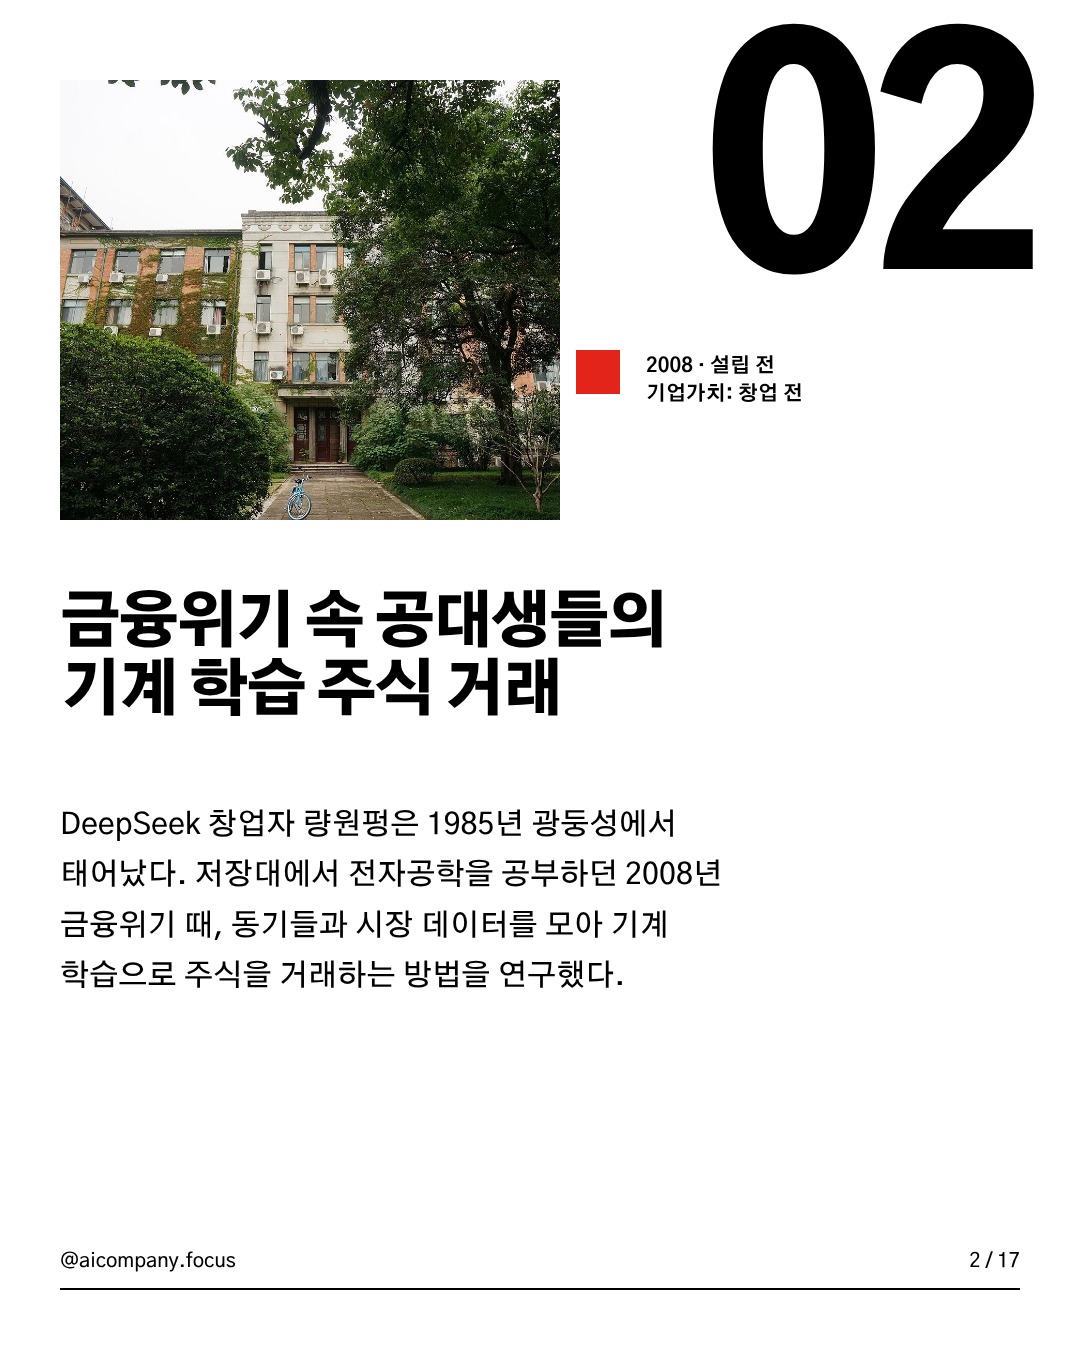 02
2008 · 설립 전
기업가치: 창업 전
금융위기 속 공대생들의
기계 학습 주식 거래
DeepSeek 창업자 량원펑은 1985년 광둥성에서
태어났다. 저장대에서 전자공학을 공부하던 2008년
금융위기 때, 동기들과 시장 데이터를 모아 기계
학습으로 주식을 거래하는 방법을 연구했다.
@aicompany.focus
2 / 17